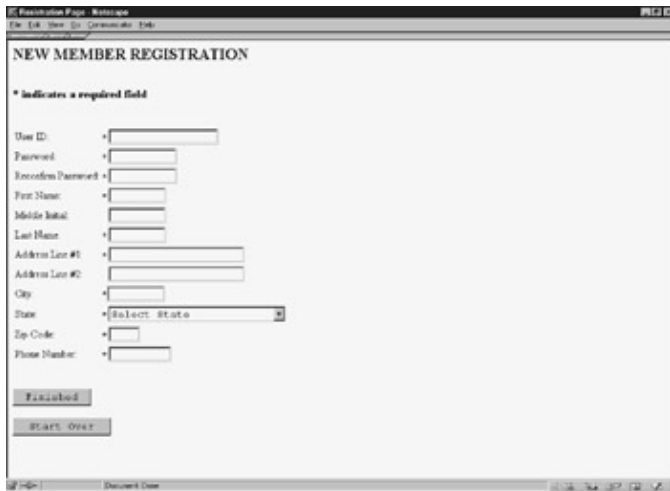 Registration Page - Netscape
File Edit View Go Communicator Help
NEW MEMBER REGISTRATION
* indicates a required field
User ID: *
Password: *
Reconfirm Password: *
First Name: *
Middle Initial:
Last Name: *
Address Line #1: *
Address Line #2:
City: *
State: * Select State
Zip Code: *
Phone Number: *
Finished
Start Over
Document: Done